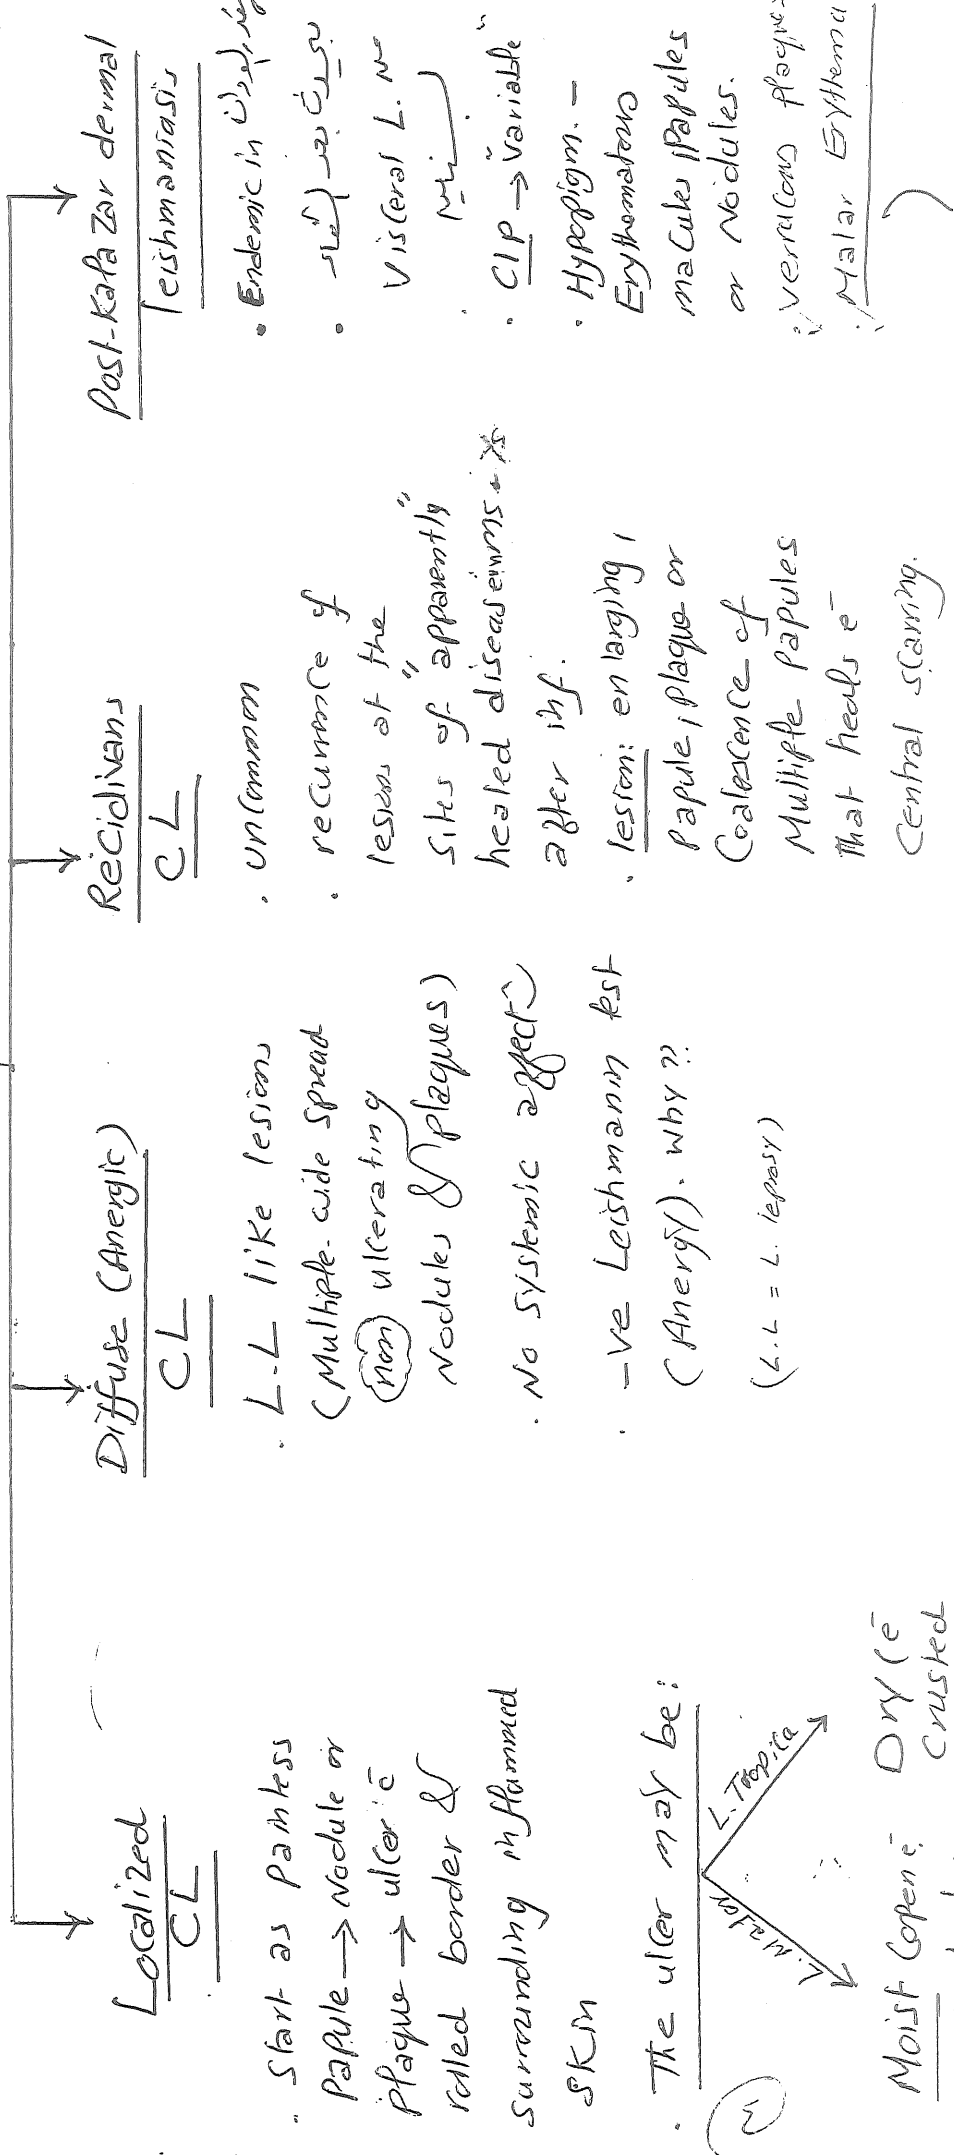 Localized
CL
. Start as painless
Papule → Nodule or
plaque → ulcer ē
rolled border &
surrounding inflammed
skin
. The ulcer may be:
L. Major
L. Tropica
Moist (open ē
Dry (ē
crusted
Diffuse (Anergic)
CL
. L.L like lesions
(Multiple wide spread
(non) ulcerating
Nodules & plaques)
. No systemic affectⁿ
. -ve Leishmanin test
(Anergy). why??
(L.L = L. leprosy)
Recidivans
CL
. uncommon
. recurrence of
lesions at the
sites of "apparently"
healed disease
after inf.
. lesion: enlarging,
Papule, plaque or
Coalescence of
Multiple papules
that heals ē
Central scarring.
Post-Kala zar dermal
leishmaniasis
. Endemic in
Visceral L.
. C/P → "variable"
. Hypopigm. -
Erythematous
macules, papules
or Nodules.
verrucous plaque
Malar Erythema